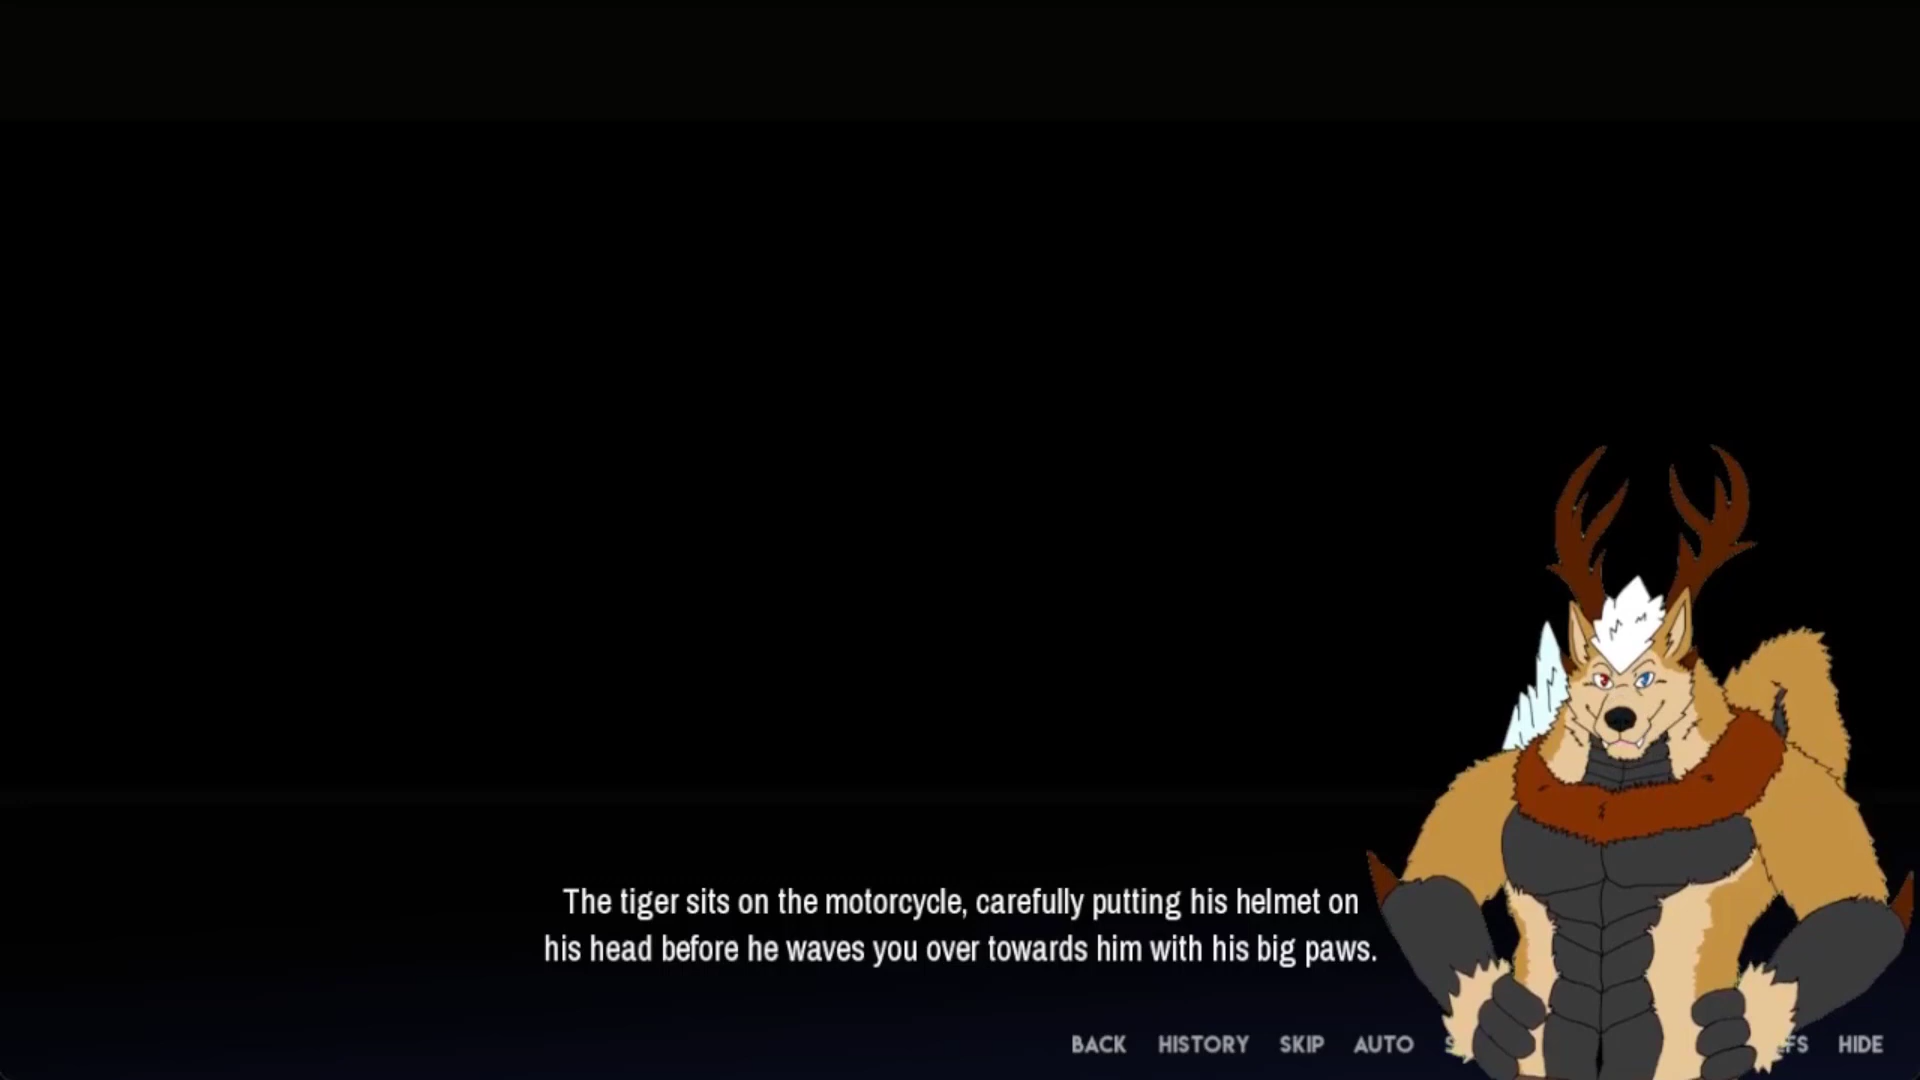 The tiger sits on the motorcycle, carefully putting his helmet on
his head before he waves you over towards him with his big paws.
BACK HISTORY SKIP AUTO HIDE